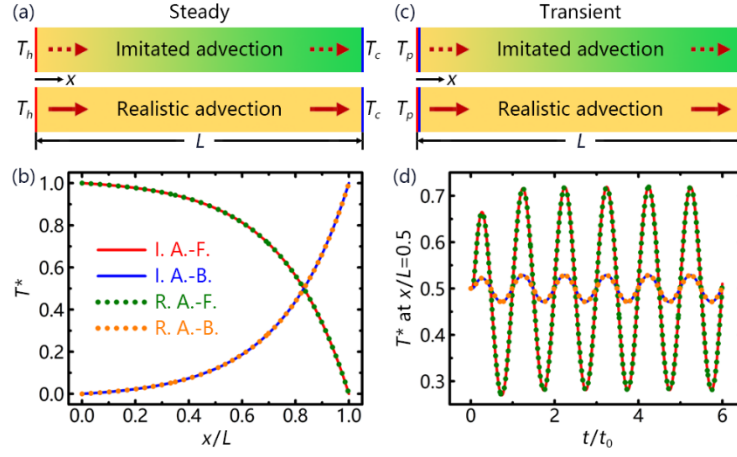 (a) Steady
T_h Imitated advection T_c
x
T_h Realistic advection T_c
L
(c) Transient
T_p Imitated advection
x
T_p Realistic advection
L
(b)
T*
1.0
0.8
0.6
0.4
0.2
0.0
I. A.-F.
I. A.-B.
R. A.-F.
R. A.-B.
0.0 0.2 0.4 0.6 0.8 1.0
x/L
(d)
T* at x/L=0.5
0.7
0.6
0.5
0.4
0.3
0 2 4 6
t/t₀